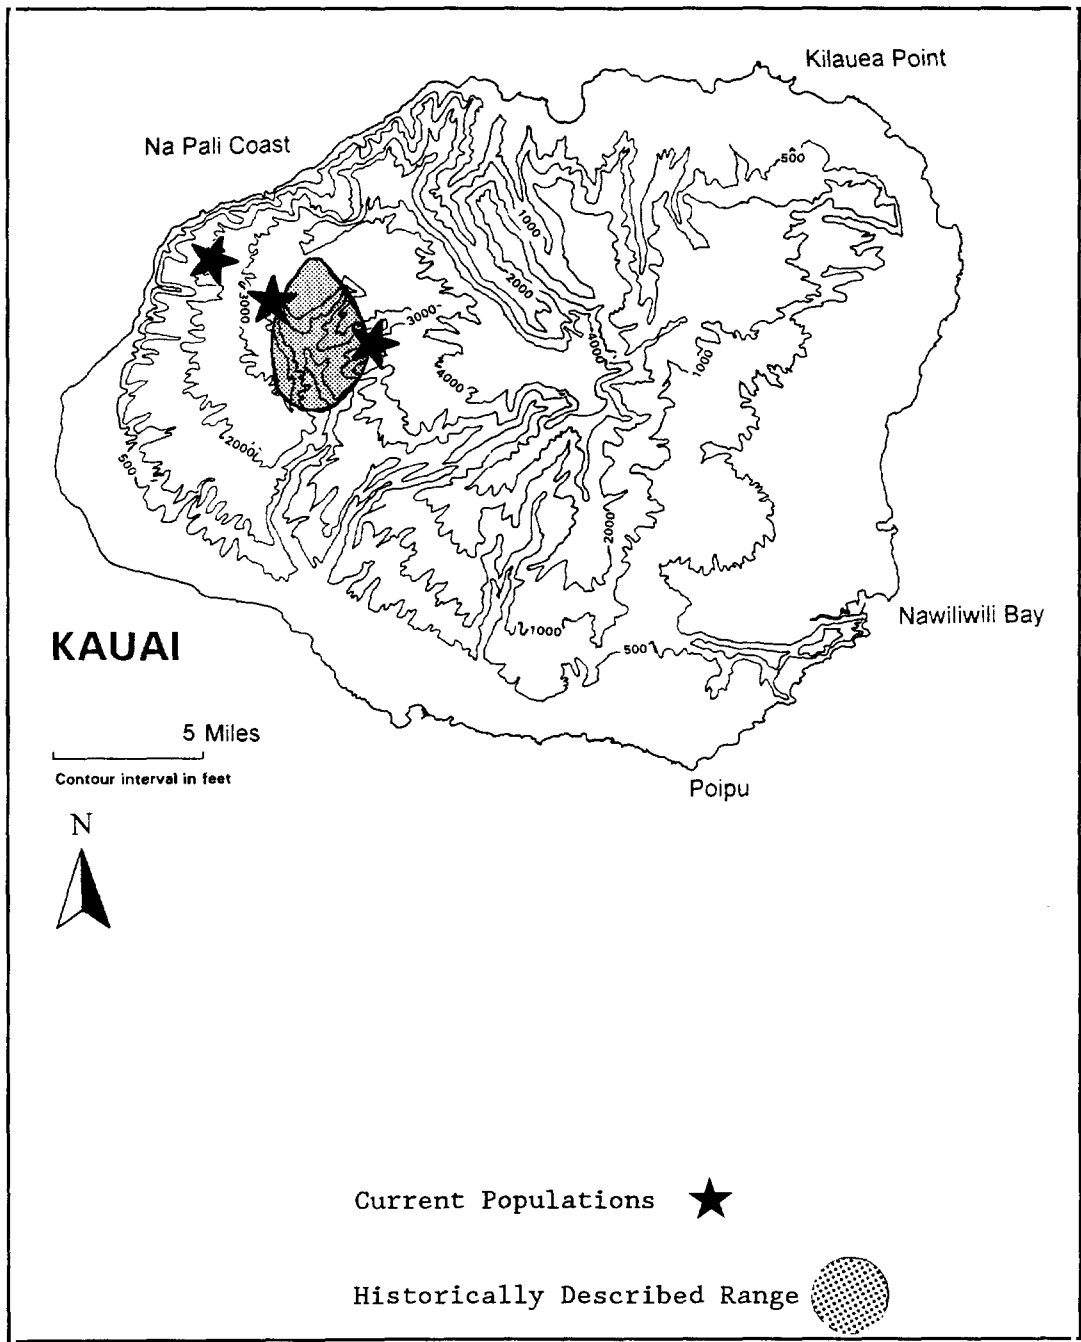 Kilauea Point
Na Pali Coast
500
1000
2000
3000
3000
4000
4000
1000
2000
500
2000
Nawiliwili Bay
1000
500
KAUAI
5 Miles
Contour interval in feet
Poipu
N
Current Populations
Historically Described Range